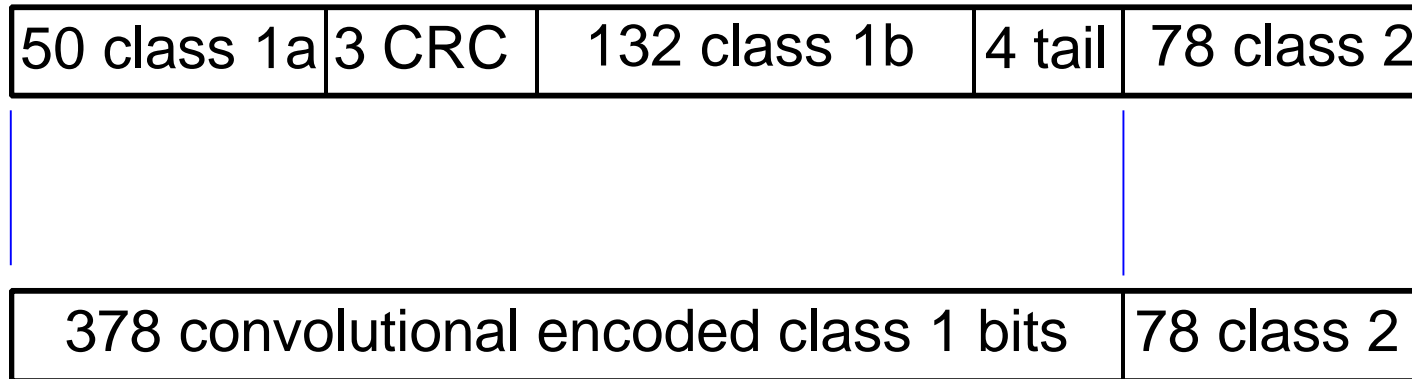 50 class 1a 3 CRC 132 class 1b 4 tail 78 class 2
378 convolutional encoded class 1 bits 78 class 2